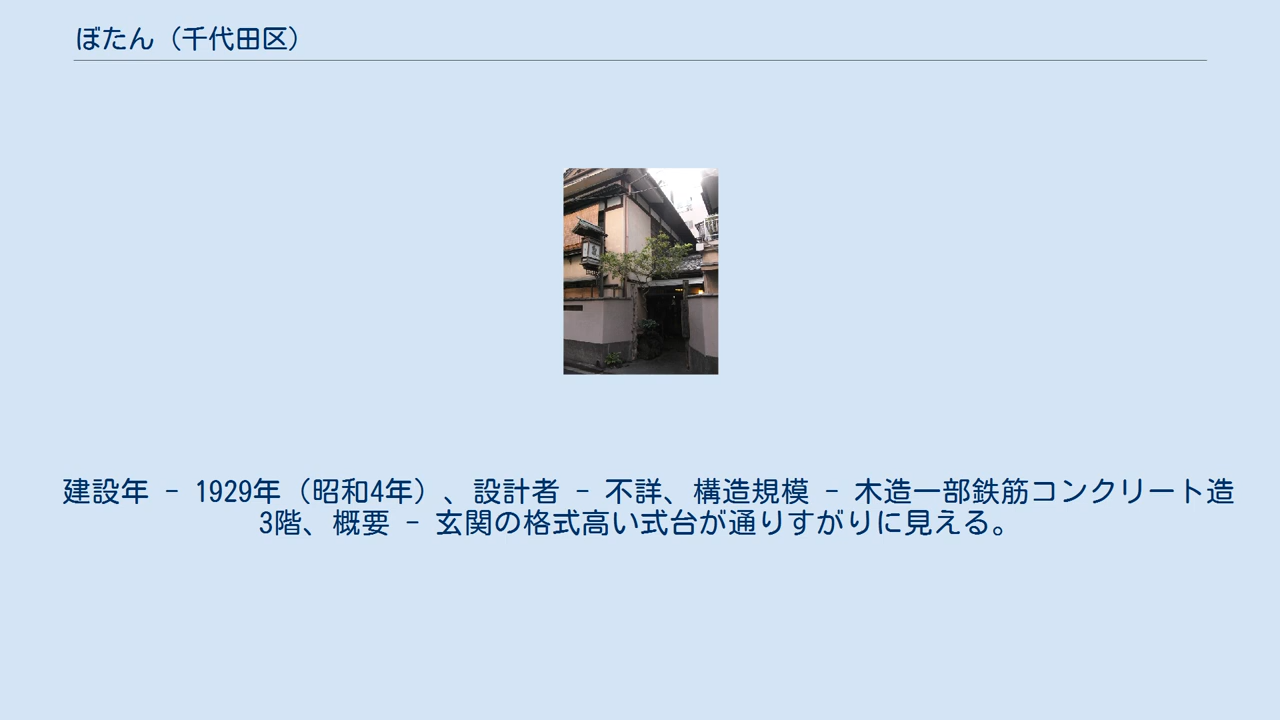 ぼたん（千代田区）
建設年 － 1929年（昭和4年）、設計者 － 不詳、構造規模 － 木造一部鉄筋コンクリート造
3階、概要 － 玄関の格式高い式台が通りすがりに見える。